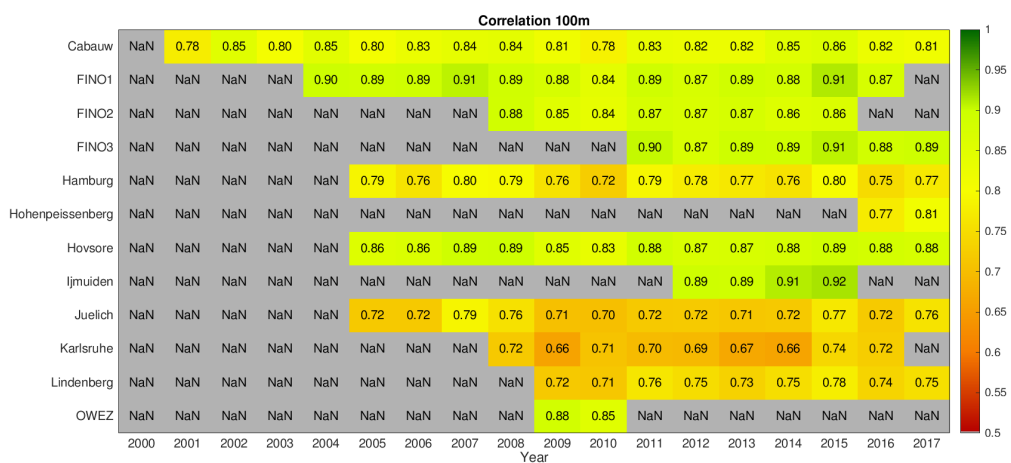 Correlation 100m
Cabauw NaN 0.78 0.85 0.80 0.85 0.80 0.83 0.84 0.84 0.81 0.78 0.83 0.82 0.82 0.85 0.86 0.82 0.81
FINO1 NaN NaN NaN NaN 0.90 0.89 0.89 0.91 0.89 0.88 0.84 0.89 0.87 0.89 0.88 0.91 0.87 NaN
FINO2 NaN NaN NaN NaN NaN NaN NaN NaN 0.88 0.85 0.84 0.87 0.87 0.87 0.86 0.86 NaN NaN
FINO3 NaN NaN NaN NaN NaN NaN NaN NaN NaN NaN NaN 0.90 0.87 0.89 0.89 0.91 0.88 0.89
Hamburg NaN NaN NaN NaN NaN 0.79 0.76 0.80 0.79 0.76 0.72 0.79 0.78 0.77 0.76 0.80 0.75 0.77
Hohenpeissenberg NaN NaN NaN NaN NaN NaN NaN NaN NaN NaN NaN NaN NaN NaN NaN NaN 0.77 0.81
Hovsore NaN NaN NaN NaN NaN 0.86 0.86 0.89 0.89 0.85 0.83 0.88 0.87 0.87 0.88 0.89 0.88 0.88
Ijmuiden NaN NaN NaN NaN NaN NaN NaN NaN NaN NaN NaN NaN 0.89 0.89 0.91 0.92 NaN NaN
Juelich NaN NaN NaN NaN NaN 0.72 0.72 0.79 0.76 0.71 0.70 0.72 0.72 0.71 0.72 0.77 0.72 0.76
Karlsruhe NaN NaN NaN NaN NaN NaN NaN NaN 0.72 0.66 0.71 0.70 0.69 0.67 0.66 0.74 0.72 NaN
Lindenberg NaN NaN NaN NaN NaN NaN NaN NaN NaN 0.72 0.71 0.76 0.75 0.73 0.75 0.78 0.74 0.75
OWEZ NaN NaN NaN NaN NaN NaN NaN NaN NaN 0.88 0.85 NaN NaN NaN NaN NaN NaN NaN
2000 2001 2002 2003 2004 2005 2006 2007 2008 2009 2010 2011 2012 2013 2014 2015 2016 2017
Year
1
0.95
0.9
0.85
0.8
0.75
0.7
0.65
0.6
0.55
0.5